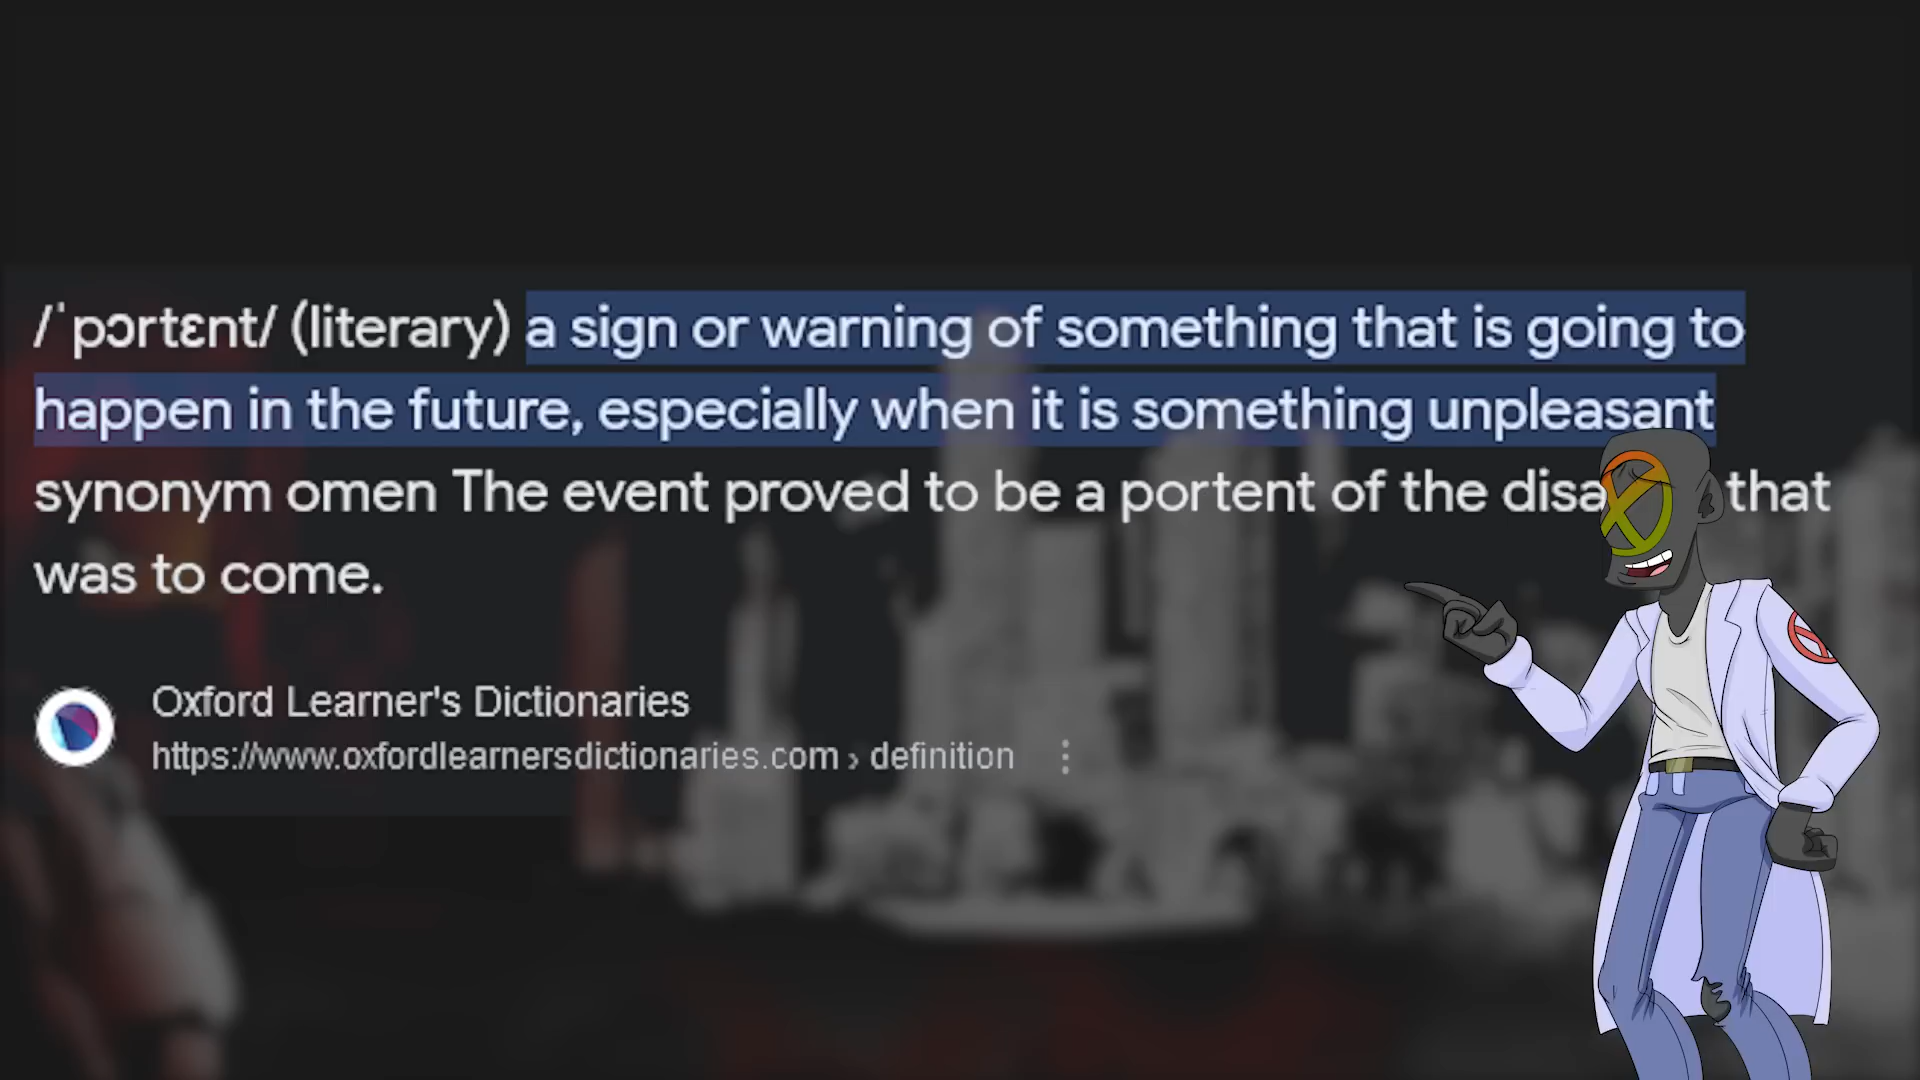 /ˈpɔrtɛnt/ (literary) a sign or warning of something that is going to
happen in the future, especially when it is something unpleasant
synonym omen The event proved to be a portent of the that
was to come.
Oxford Learner's Dictionaries
https://www.oxfordlearnersdictionaries.com › definition